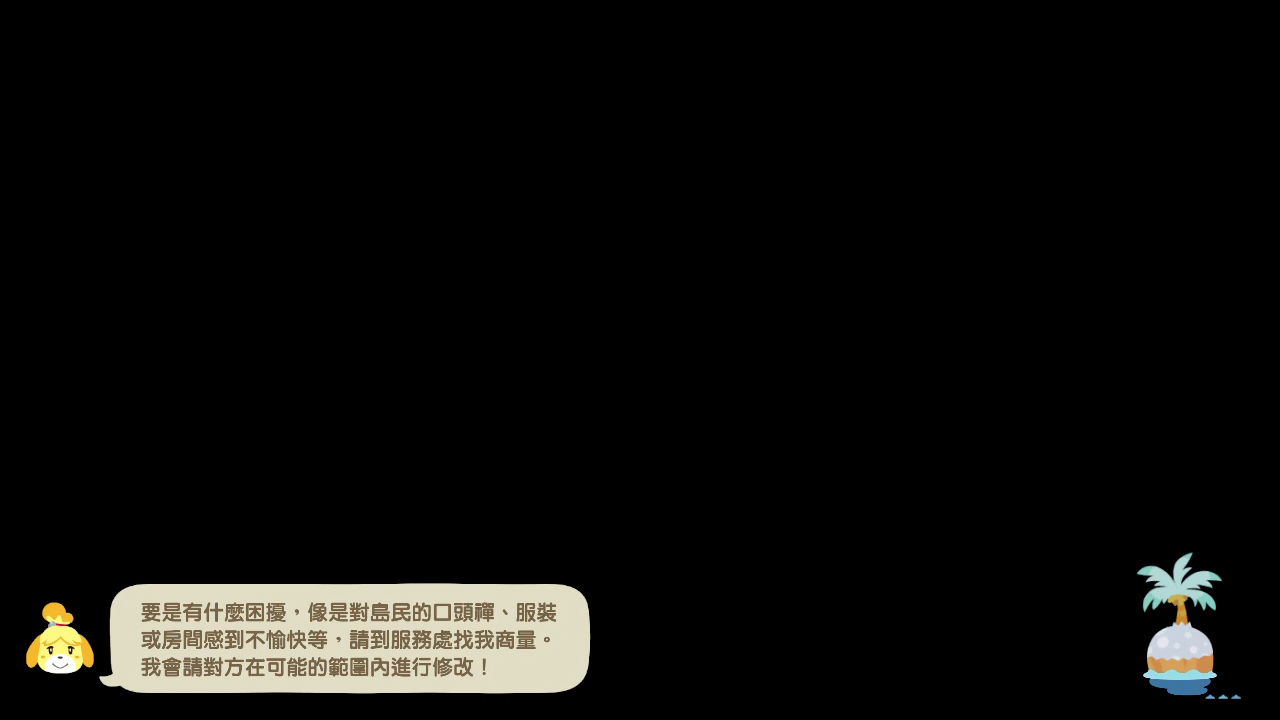 要是有什麼困擾，像是對島民的口頭禪、服裝
或房間感到不愉快等，請到服務處找我商量。
我會請對方在可能的範圍內進行修改！